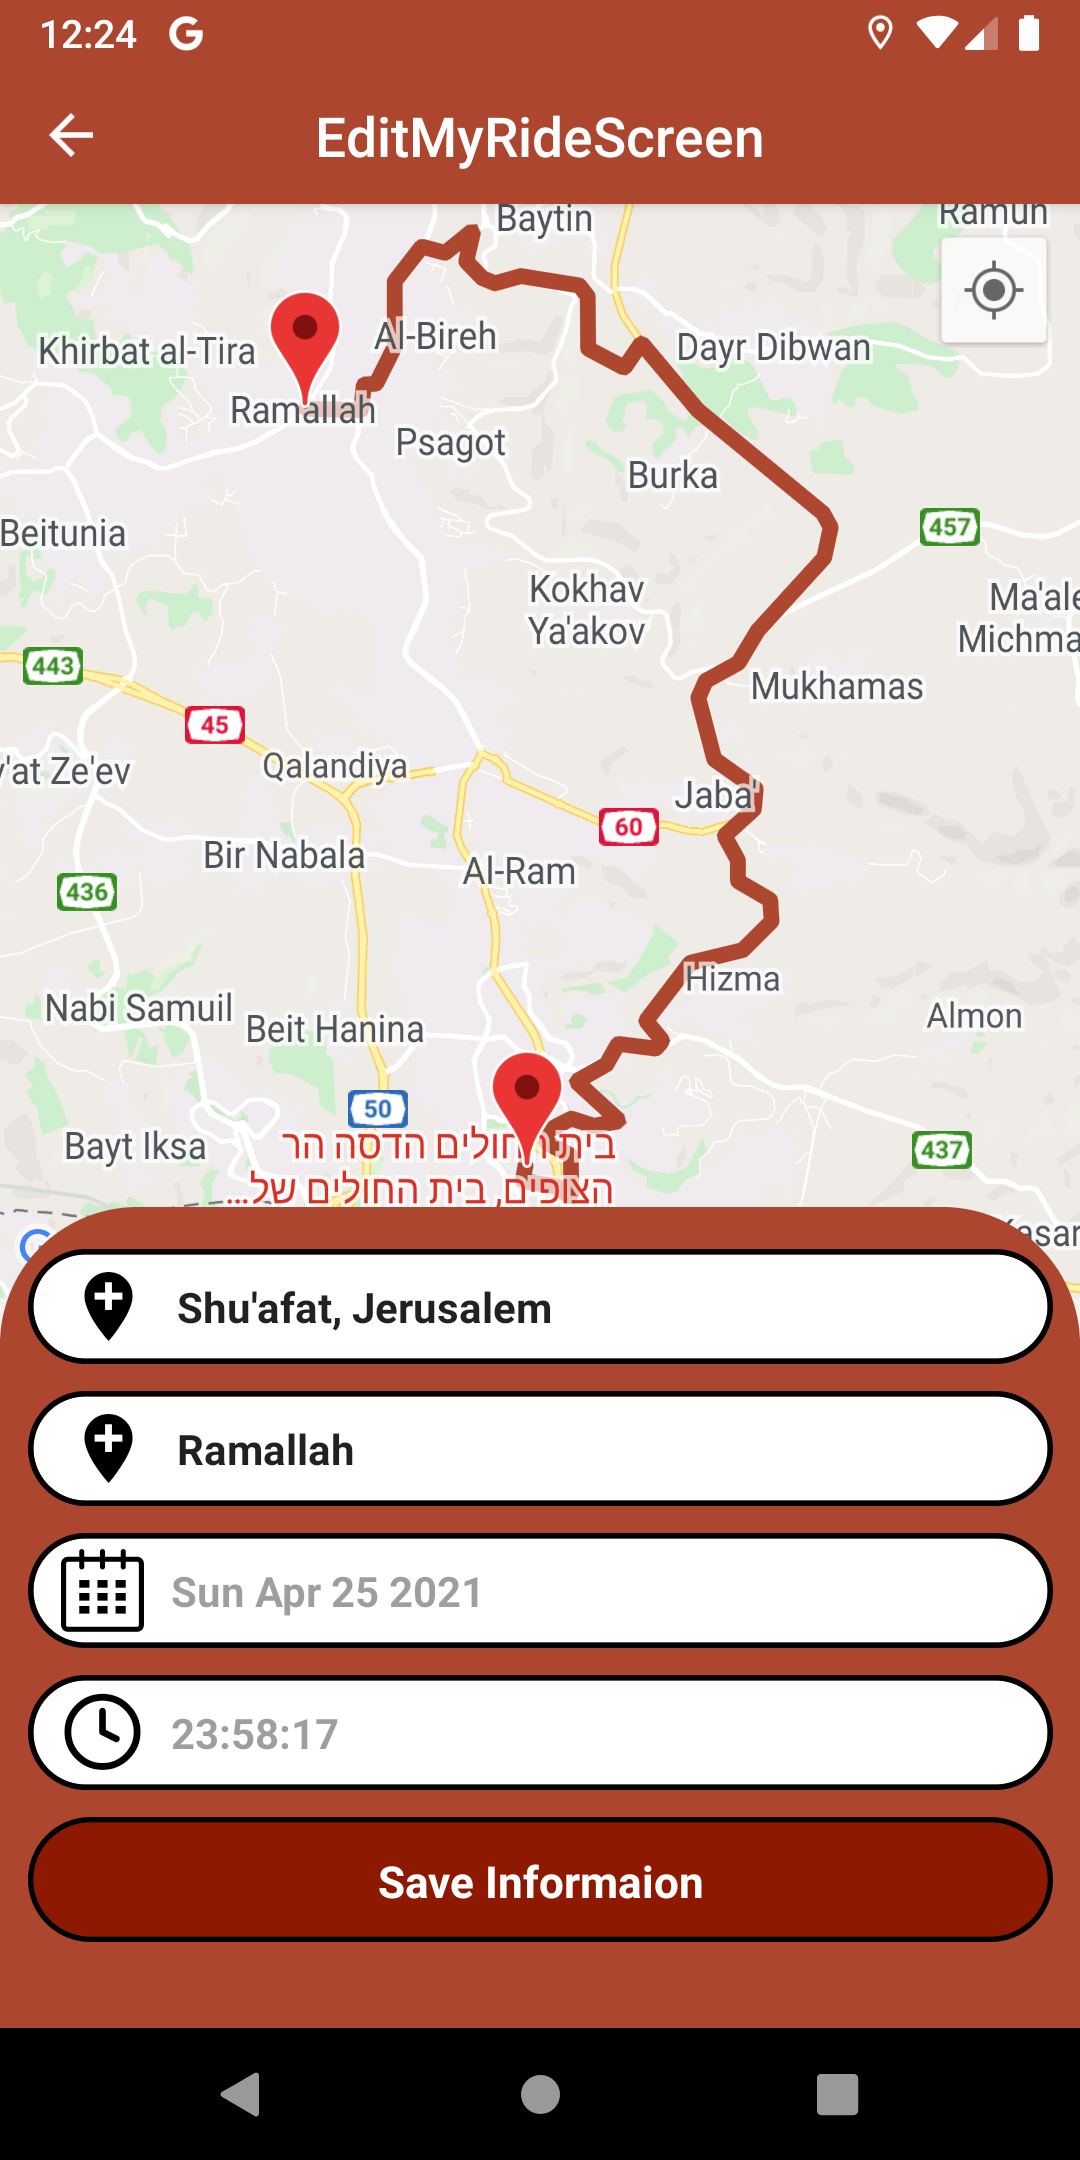 12:24 G
EditMyRideScreen
Baytin
Ramun
Al-Bireh
Khirbat al-Tira
Dayr Dibwan
Ramallah
Psagot
Burka
Beitunia
457
Kokhav
Ya'akov
Ma'ale
Michma
443
Mukhamas
45
'at Ze'ev
Qalandiya
Jaba'
60
Bir Nabala
Al-Ram
436
Hizma
Nabi Samuil
Beit Hanina
Almon
50
Bayt Iksa
בית החולים הדסה הר
הצופים, בית החולים של...
437
Kasar
G
Shu'afat, Jerusalem
Ramallah
Sun Apr 25 2021
23:58:17
Save Informaion